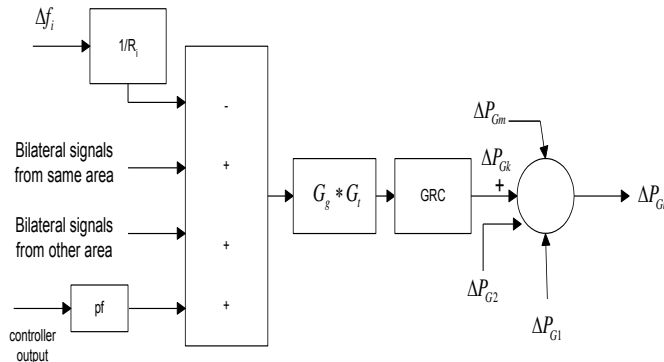 Δf_i
1/R_i
-
Bilateral signals
from same area
+
Bilateral signals
from other area
+
pf
+
controller
output
G_g * G_t
GRC
ΔP_Gm
ΔP_Gk
+
ΔP_G2
ΔP_G1